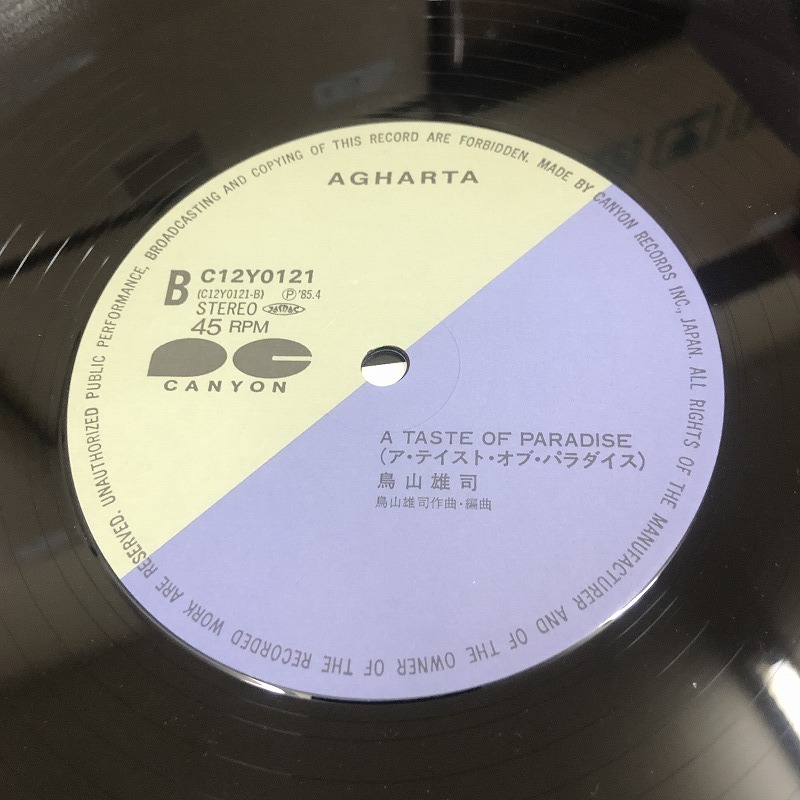 AGHARTA
B
C12Y0121
(C12Y0121-B) Ⓟ'85.4
STEREO
45 RPM
CANYON
A TASTE OF PARADISE
(ア・テイスト・オブ・パラダイス)
鳥山雄司
鳥山雄司作曲・編曲
UNAUTHORIZED PUBLIC PERFORMANCE, BROADCASTING AND COPYING OF THIS RECORD ARE FORBIDDEN. MADE BY CANYON RECORDS INC., JAPAN. ALL RIGHTS OF THE MANUFACTURER AND OF THE OWNER OF THE RECORDED WORK ARE RESERVED.